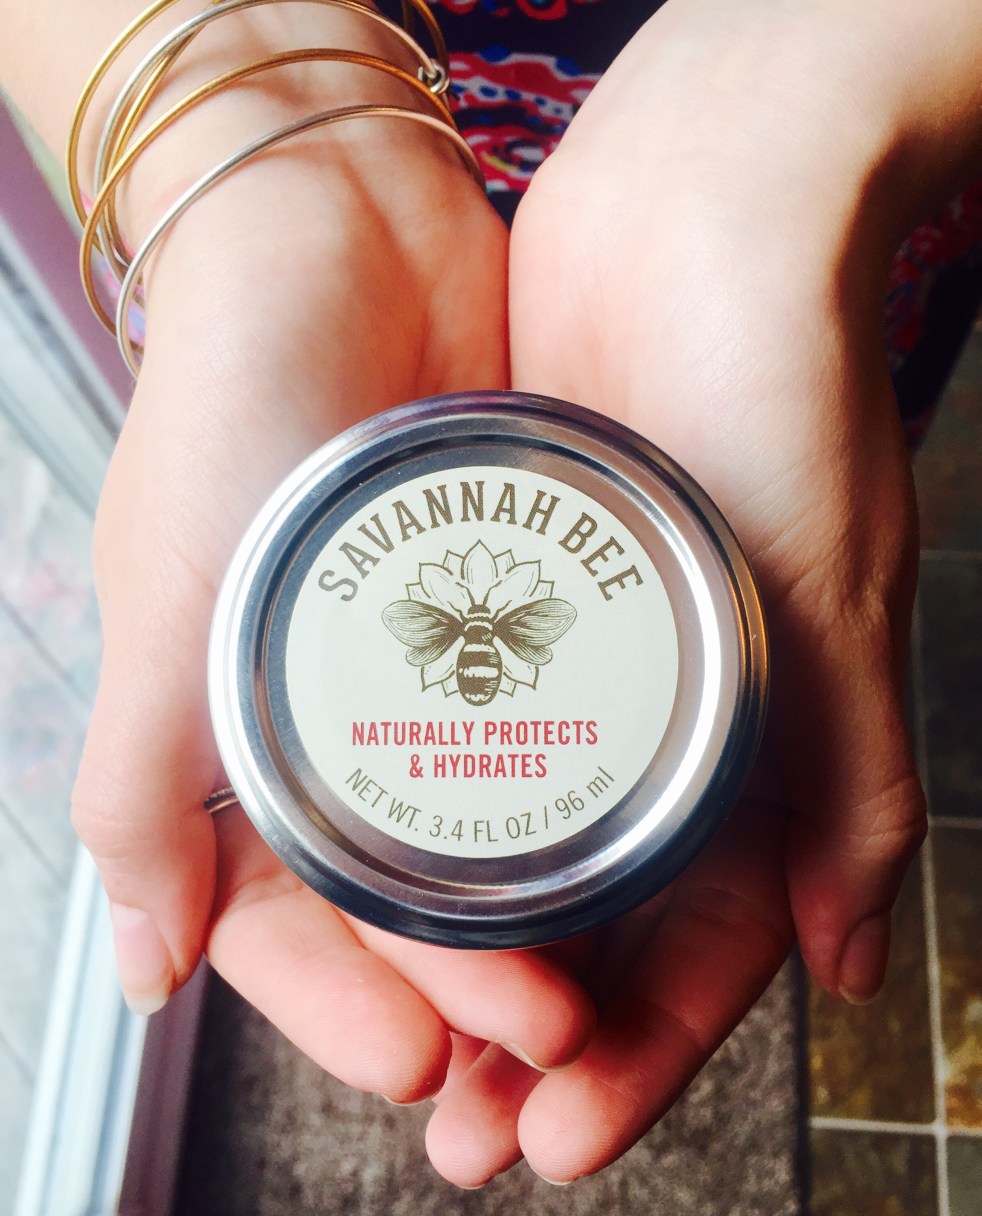 SAVANNAH BEE
NATURALLY PROTECTS
& HYDRATES
NET WT. 3.4 FL OZ / 96 ml